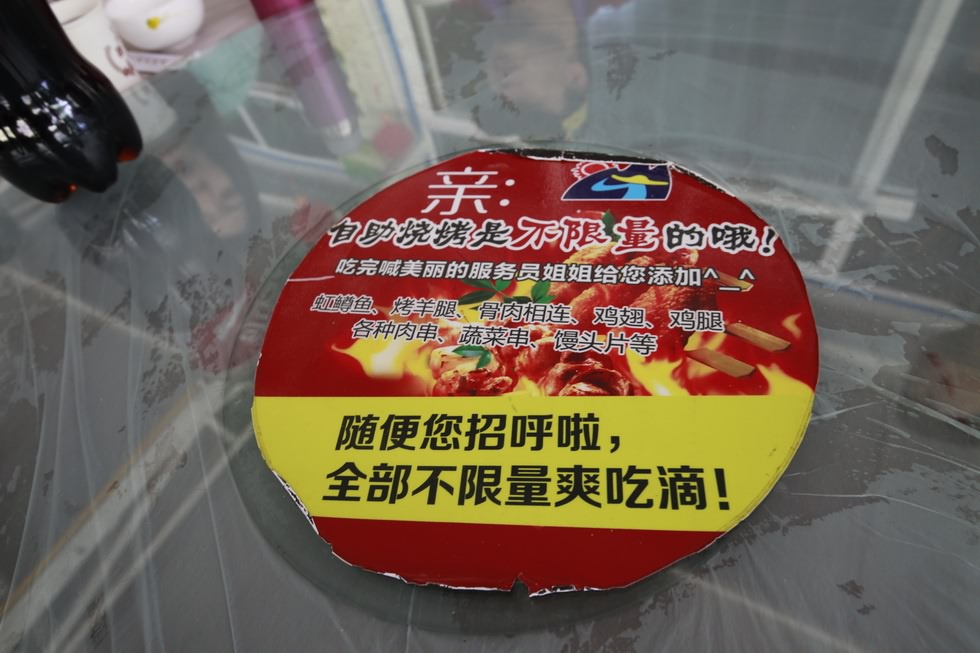 亲:
自助烧烤是不限量的哦!
吃完喊美丽的服务员姐姐给您添加^_^
虹鳟鱼、烤羊腿、骨肉相连、鸡翅、鸡腿
各种肉串、蔬菜串、馒头片等
随便您招呼啦,
全部不限量爽吃滴!